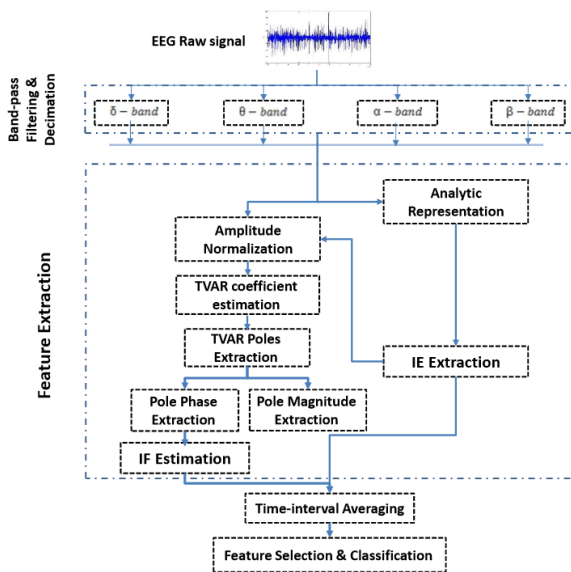 EEG Raw signal
Band-pass
Filtering &
Decimation
δ − band
θ − band
α − band
β − band
Feature Extraction
Analytic
Representation
Amplitude
Normalization
TVAR coefficient
estimation
TVAR Poles
Extraction
IE Extraction
Pole Phase
Extraction
Pole Magnitude
Extraction
IF Estimation
Time-interval Averaging
Feature Selection & Classification